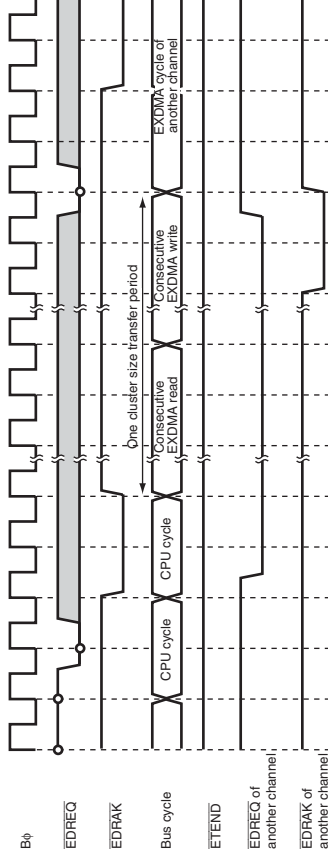 Bφ
EDREQ
EDRAK
Bus cycle
CPU cycle
CPU cycle
One cluster size transfer period
Consecutive
EXDMA read
Consecutive
EXDMA write
EXDMA cycle of
another channel
ETEND
EDREQ of
another channel
EDRAK of
another channel